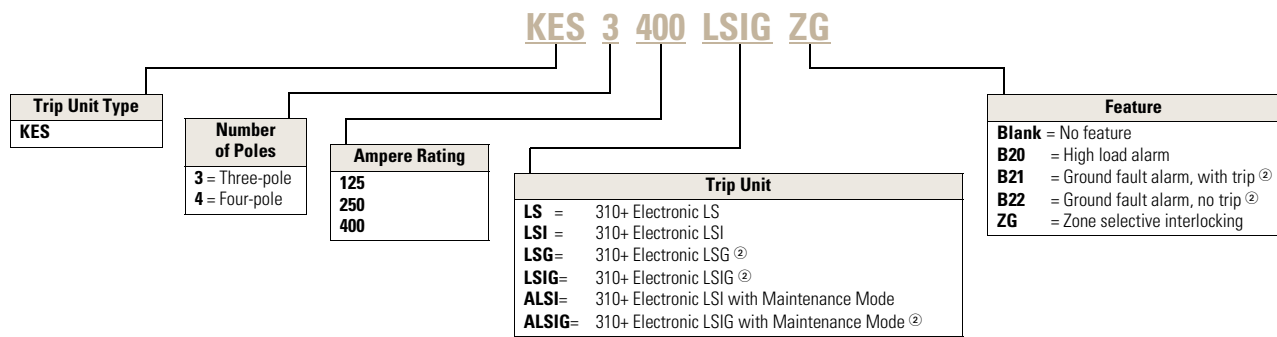 KES 3 400 LSIG ZG
Trip Unit Type
KES
Number
of Poles
3 = Three-pole
4 = Four-pole
Ampere Rating
125
250
400
Trip Unit
LS = 310+ Electronic LS
LSI = 310+ Electronic LSI
LSG= 310+ Electronic LSG ②
LSIG= 310+ Electronic LSIG ②
ALSI= 310+ Electronic LSI with Maintenance Mode
ALSIG= 310+ Electronic LSIG with Maintenance Mode ②
Feature
Blank = No feature
B20 = High load alarm
B21 = Ground fault alarm, with trip ②
B22 = Ground fault alarm, no trip ②
ZG = Zone selective interlocking